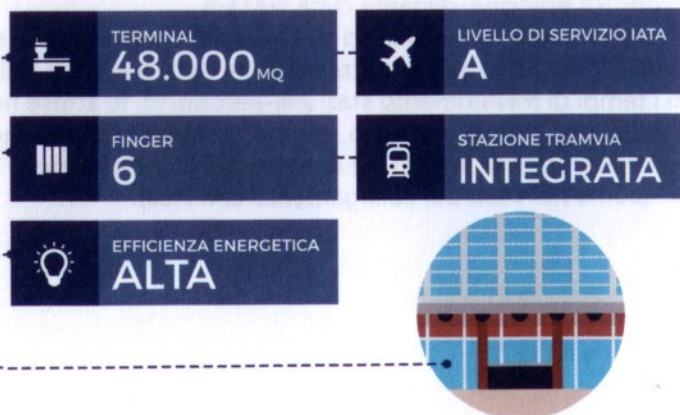 TERMINAL
48.000MQ
LIVELLO DI SERVIZIO IATA
A
FINGER
6
STAZIONE TRAMVIA
INTEGRATA
EFFICIENZA ENERGETICA
ALTA